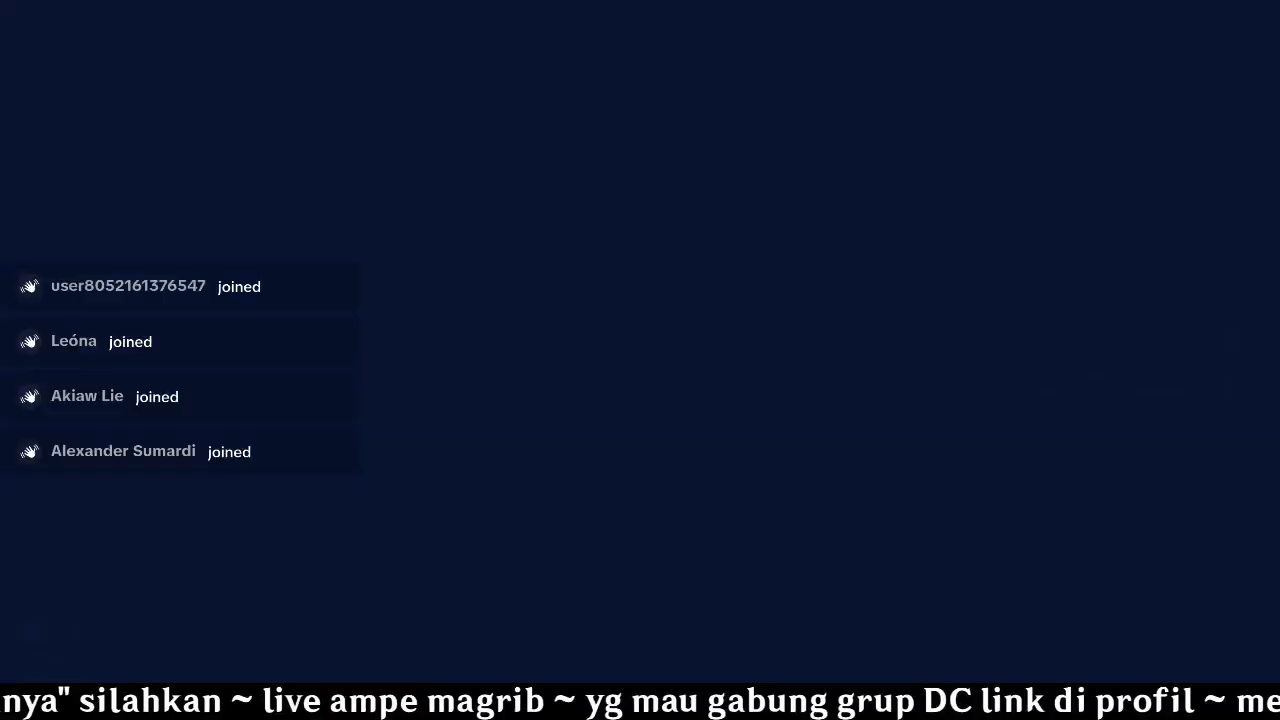 user8052161376547 joined
Leóna joined
Akiaw Lie joined
Alexander Sumardi joined
nya" silahkan ~ live ampe magrib ~ yg mau gabung grup DC link di profil ~ me